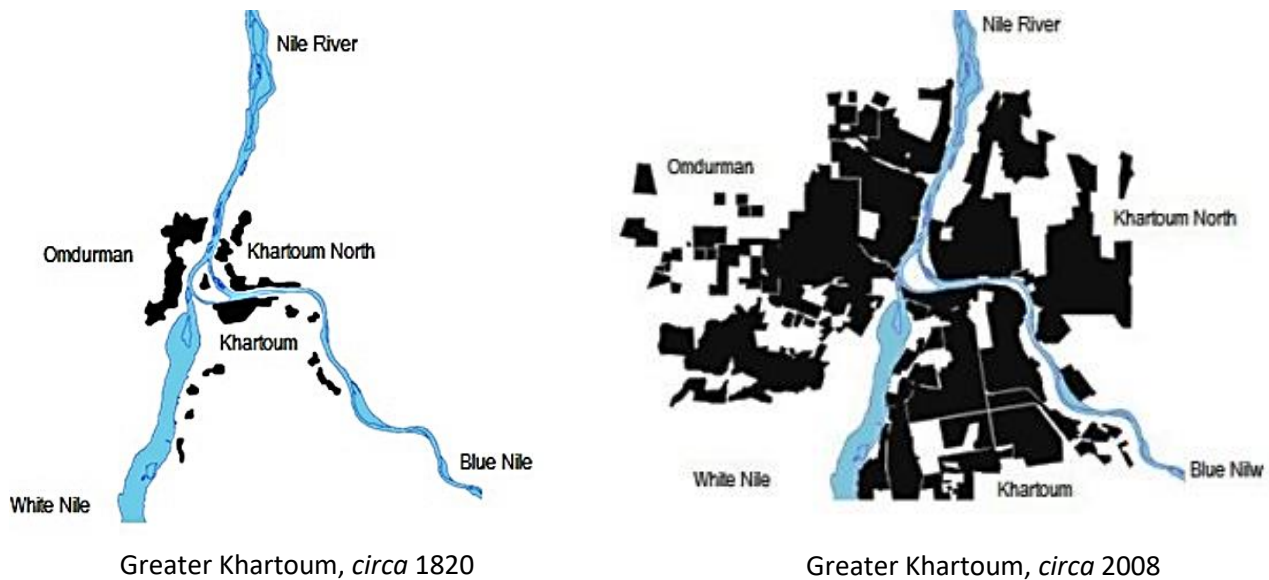 Nile River
Omdurman
Khartoum North
Khartoum
Blue Nile
White Nile
Greater Khartoum, circa 1820
Nile River
Omdurman
Khartoum North
White Nile
Khartoum
Blue Nilw
Greater Khartoum, circa 2008